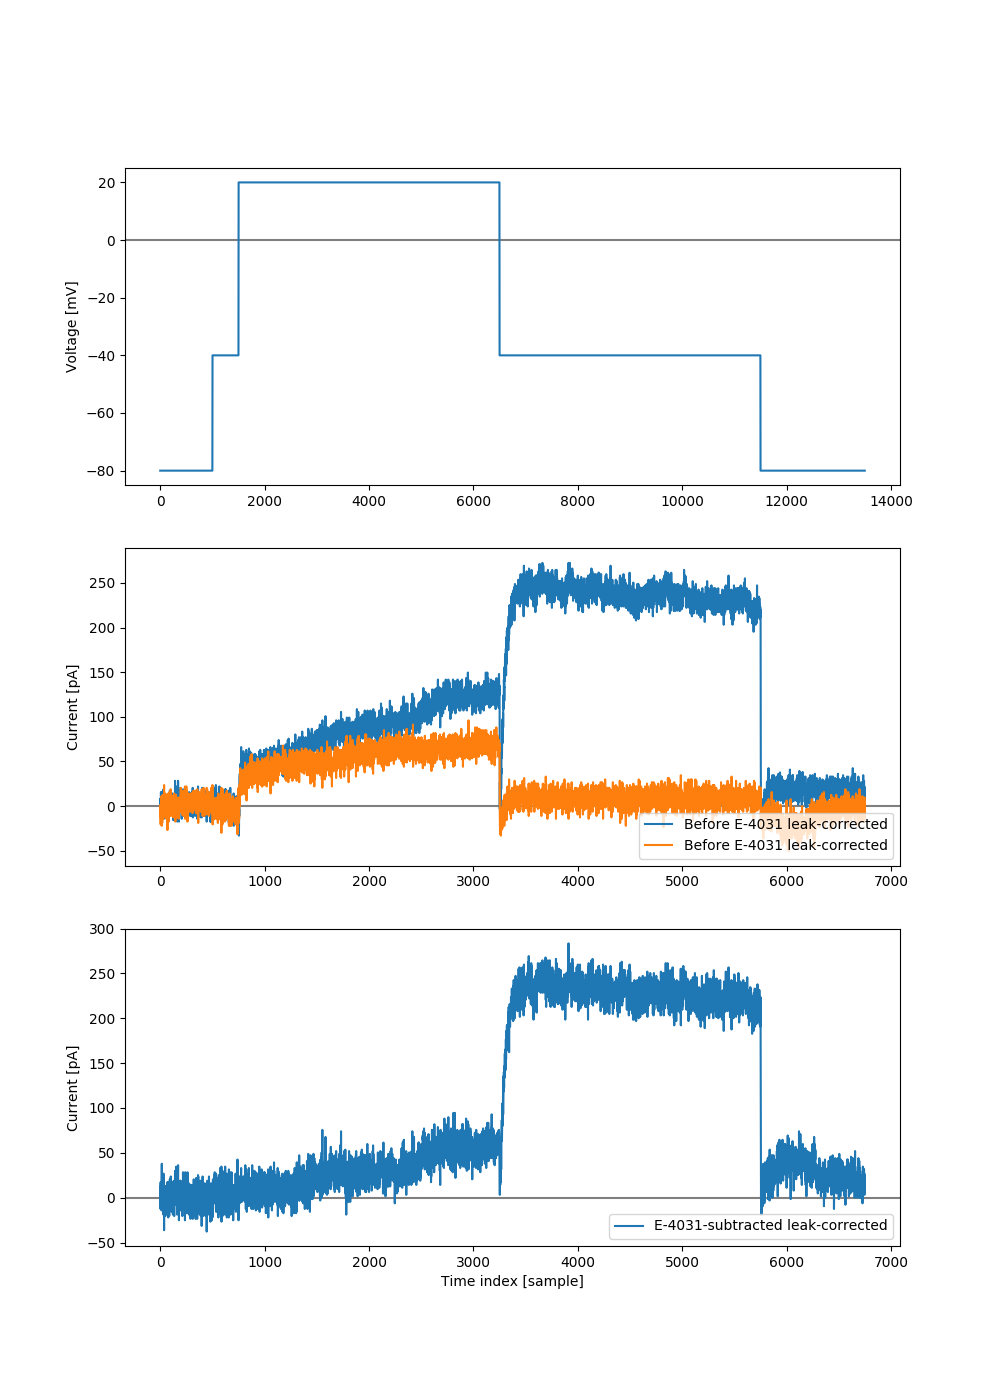 20
0
−20
−40
−60
−80
Voltage [mV]
0 2000 4000 6000 8000 10000 12000 14000
250
200
150
100
50
0
−50
Current [pA]
Before E-4031 leak-corrected
Before E-4031 leak-corrected
0 1000 2000 3000 4000 5000 6000 7000
300
250
200
150
100
50
0
−50
Current [pA]
E-4031-subtracted leak-corrected
0 1000 2000 3000 4000 5000 6000 7000
Time index [sample]